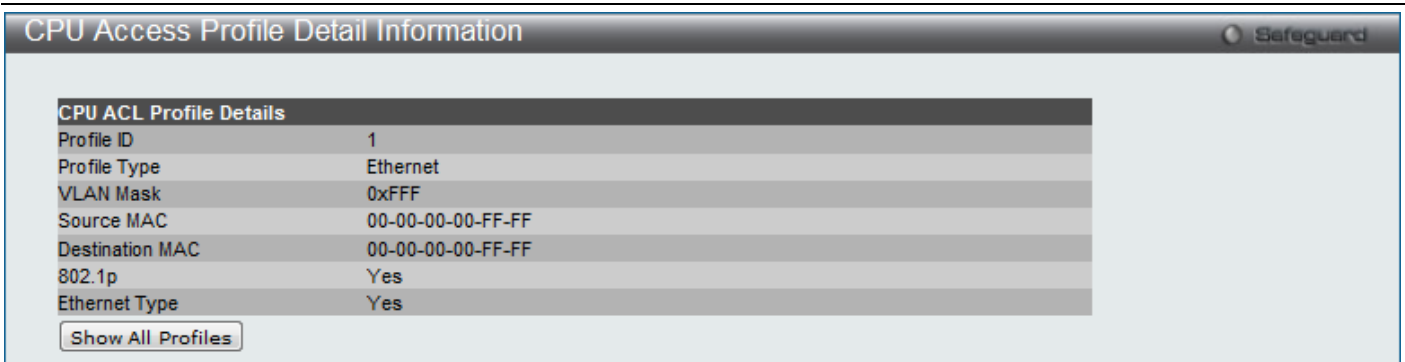 CPU Access Profile Detail Information
Safeguard
CPU ACL Profile Details
Profile ID 1
Profile Type Ethernet
VLAN Mask 0xFFF
Source MAC 00-00-00-00-FF-FF
Destination MAC 00-00-00-00-FF-FF
802.1p Yes
Ethernet Type Yes
Show All Profiles